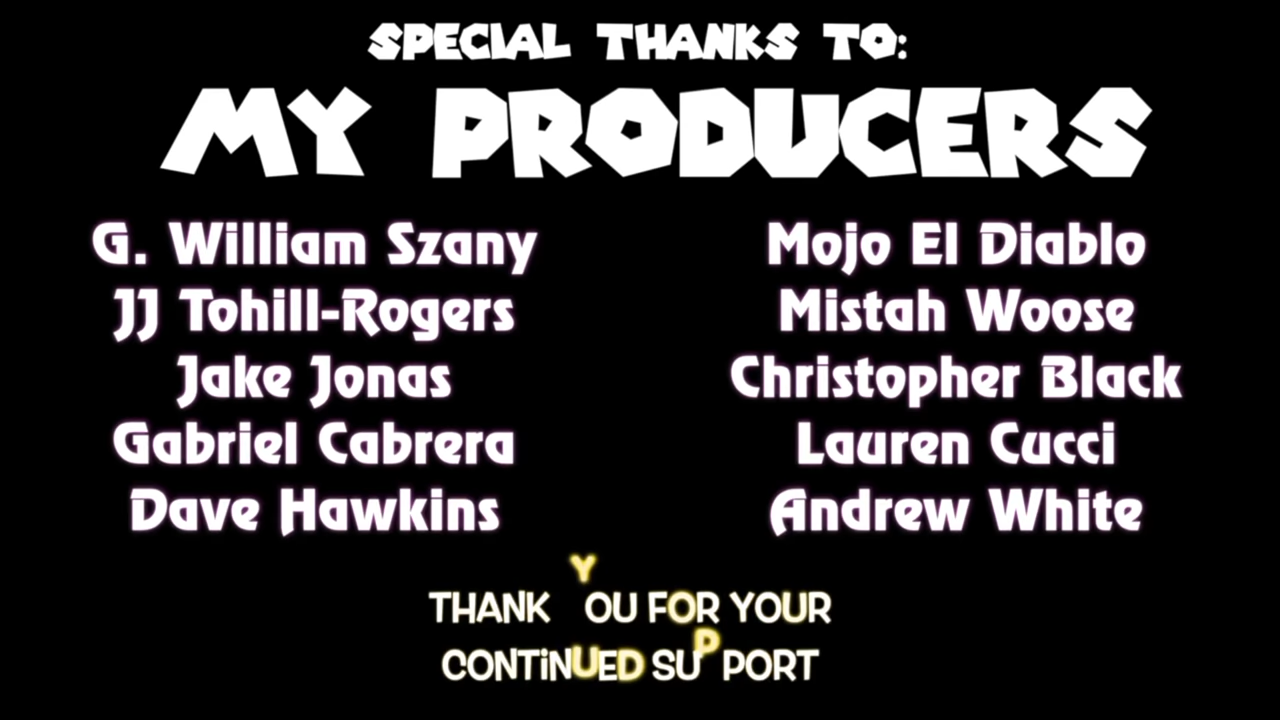 SPECIAL THANKS TO:
MY PRODUCERS
G. William Szany
JJ Tohill-Rogers
Jake Jonas
Gabriel Cabrera
Dave Hawkins
Mojo El Diablo
Mistah Woose
Christopher Black
Lauren Cucci
Andrew White
THANK YOU FOR YOUR
CONTiNUED SUPPORT